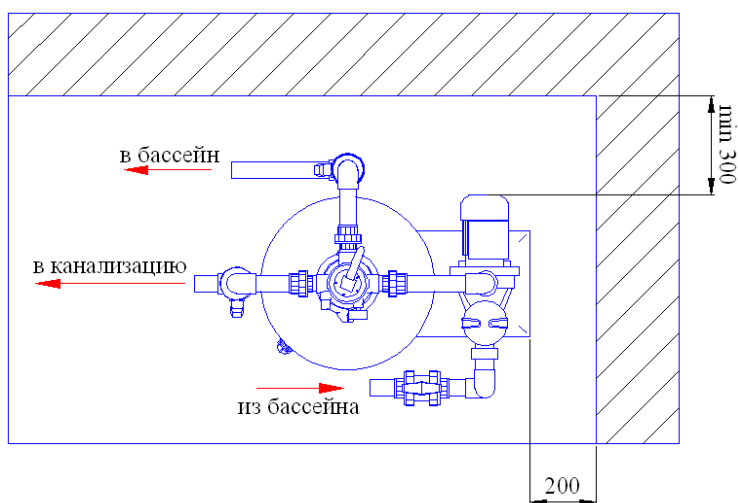 в бассейн
min 300
в канализацию
из бассейна
200